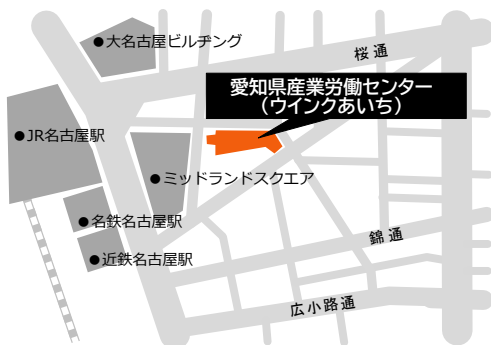 ●大名古屋ビルヂング
桜通
愛知県産業労働センター
（ウインクあいち）
●JR名古屋駅
●ミッドランドスクエア
●名鉄名古屋駅
錦通
●近鉄名古屋駅
広小路通